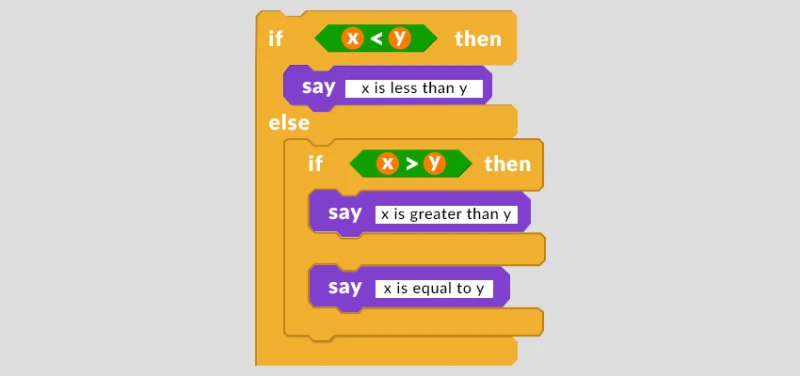 if x < y then
say x is less than y
else
if x > y then
say x is greater than y
say x is equal to y